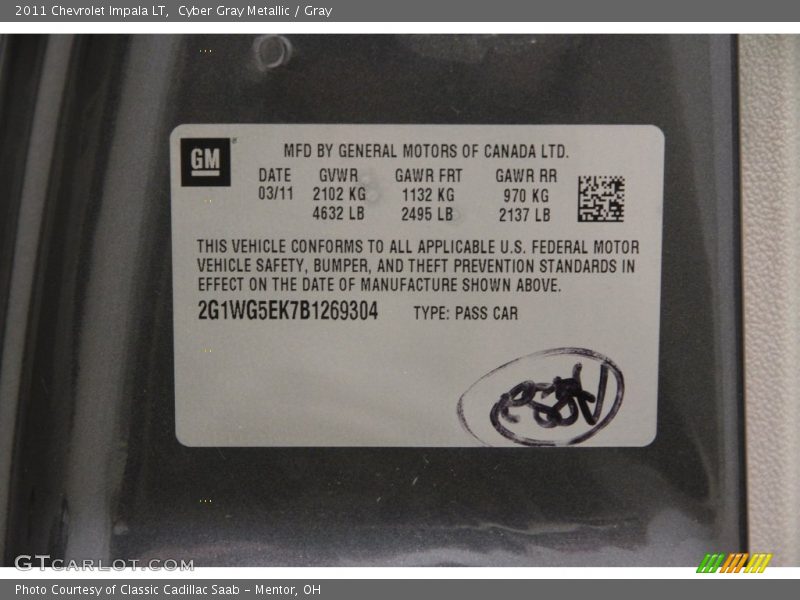 2011 Chevrolet Impala LT,  Cyber Gray Metallic / Gray
GM
MFD BY GENERAL MOTORS OF CANADA LTD.
DATE GVWR GAWR FRT GAWR RR
03/11 2102 KG 1132 KG 970 KG
4632 LB 2495 LB 2137 LB
THIS VEHICLE CONFORMS TO ALL APPLICABLE U.S. FEDERAL MOTOR
VEHICLE SAFETY, BUMPER, AND THEFT PREVENTION STANDARDS IN
EFFECT ON THE DATE OF MANUFACTURE SHOWN ABOVE.
2G1WG5EK7B1269304 TYPE: PASS CAR
GTCARLOT.COM
Photo Courtesy of Classic Cadillac Saab - Mentor, OH